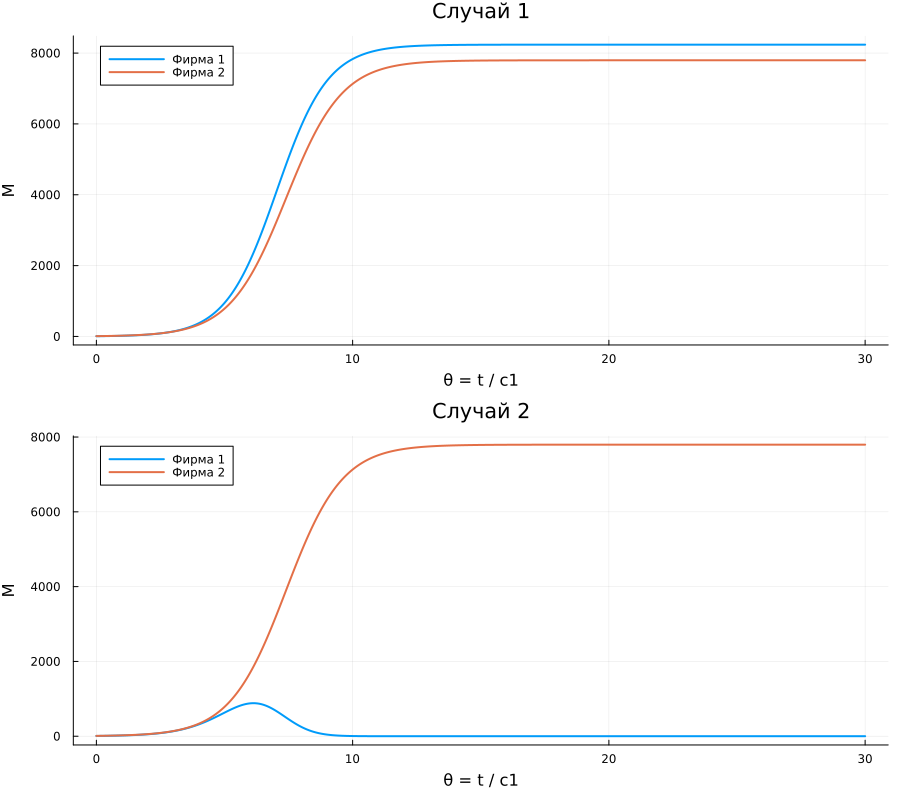 Случай 1
Фирма 1
Фирма 2
M
8000
6000
4000
2000
0
0 10 20 30
θ = t / c1
Случай 2
Фирма 1
Фирма 2
M
8000
6000
4000
2000
0
0 10 20 30
θ = t / c1